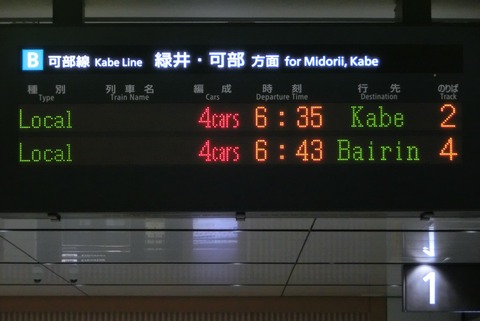 B 可部線 Kabe Line 緑井・可部 方面 for Midorii, Kabe
種別 列車名 編成 時刻 行先 のりば
Type Train Name Cars Departure Time Destination Track
Local 4cars 6:35 Kabe 2
Local 4cars 6:43 Bairin 4
1